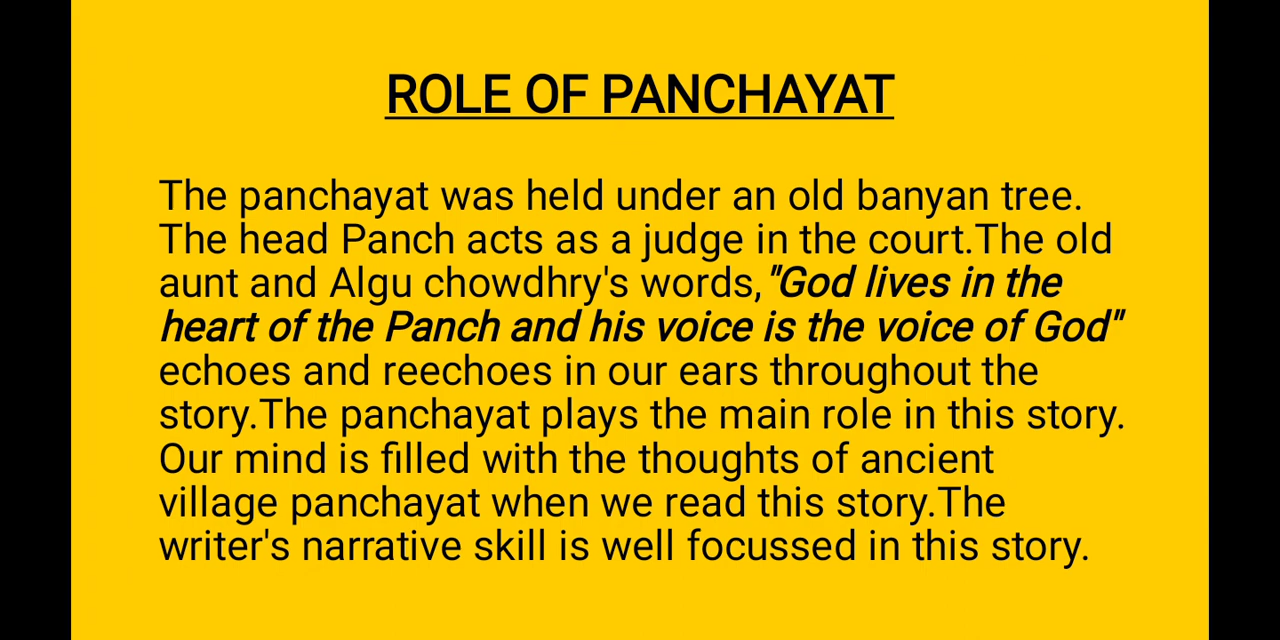 ROLE OF PANCHAYAT
The panchayat was held under an old banyan tree.
The head Panch acts as a judge in the court.The old
aunt and Algu chowdhry's words,"God lives in the
heart of the Panch and his voice is the voice of God"
echoes and reechoes in our ears throughout the
story.The panchayat plays the main role in this story.
Our mind is filled with the thoughts of ancient
village panchayat when we read this story.The
writer's narrative skill is well focussed in this story.